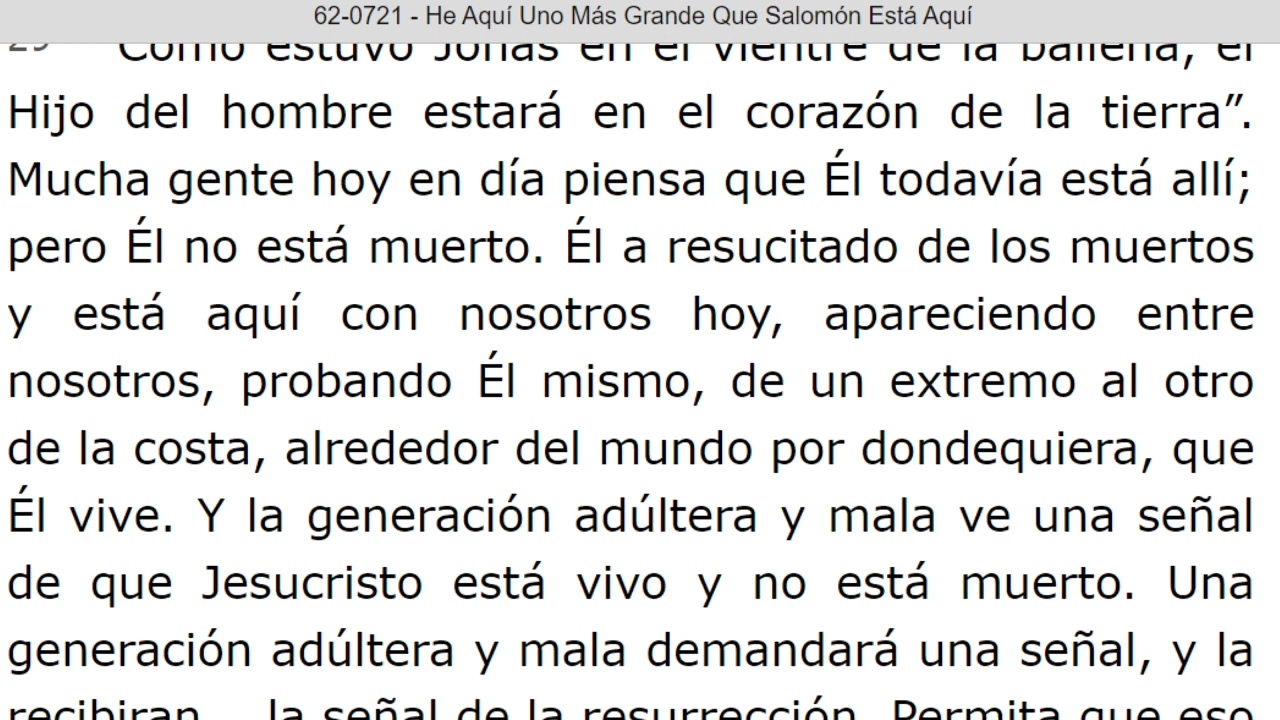 62-0721 - He Aquí Uno Más Grande Que Salomón Está Aquí
29 “Como estuvo Jonás en el vientre de la ballena, el
Hijo del hombre estará en el corazón de la tierra”.
Mucha gente hoy en día piensa que Él todavía está allí;
pero Él no está muerto. Él a resucitado de los muertos
y está aquí con nosotros hoy, apareciendo entre
nosotros, probando Él mismo, de un extremo al otro
de la costa, alrededor del mundo por dondequiera, que
Él vive. Y la generación adúltera y mala ve una señal
de que Jesucristo está vivo y no está muerto. Una
generación adúltera y mala demandará una señal, y la
recibiran... la señal de la resurrección. Permita que eso